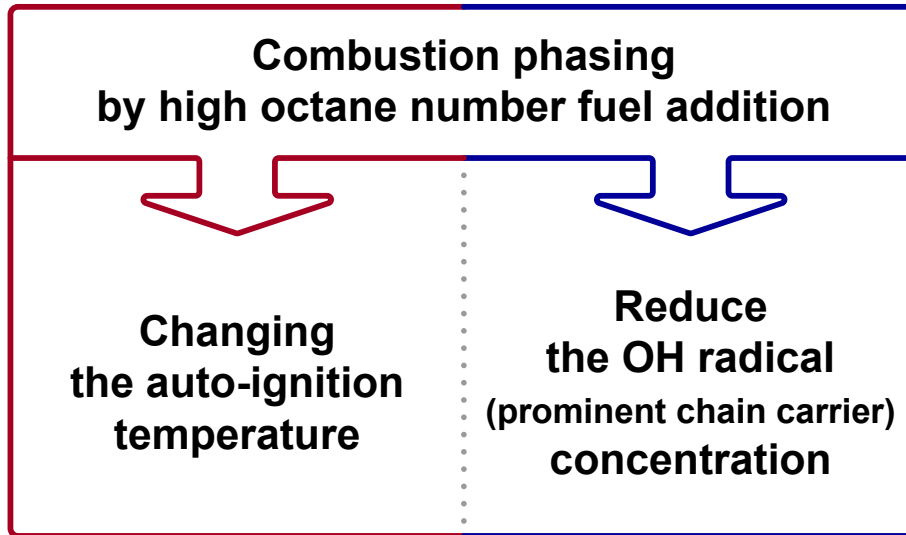 Combustion phasing
by high octane number fuel addition
Changing
the auto-ignition
temperature
Reduce
the OH radical
(prominent chain carrier)
concentration